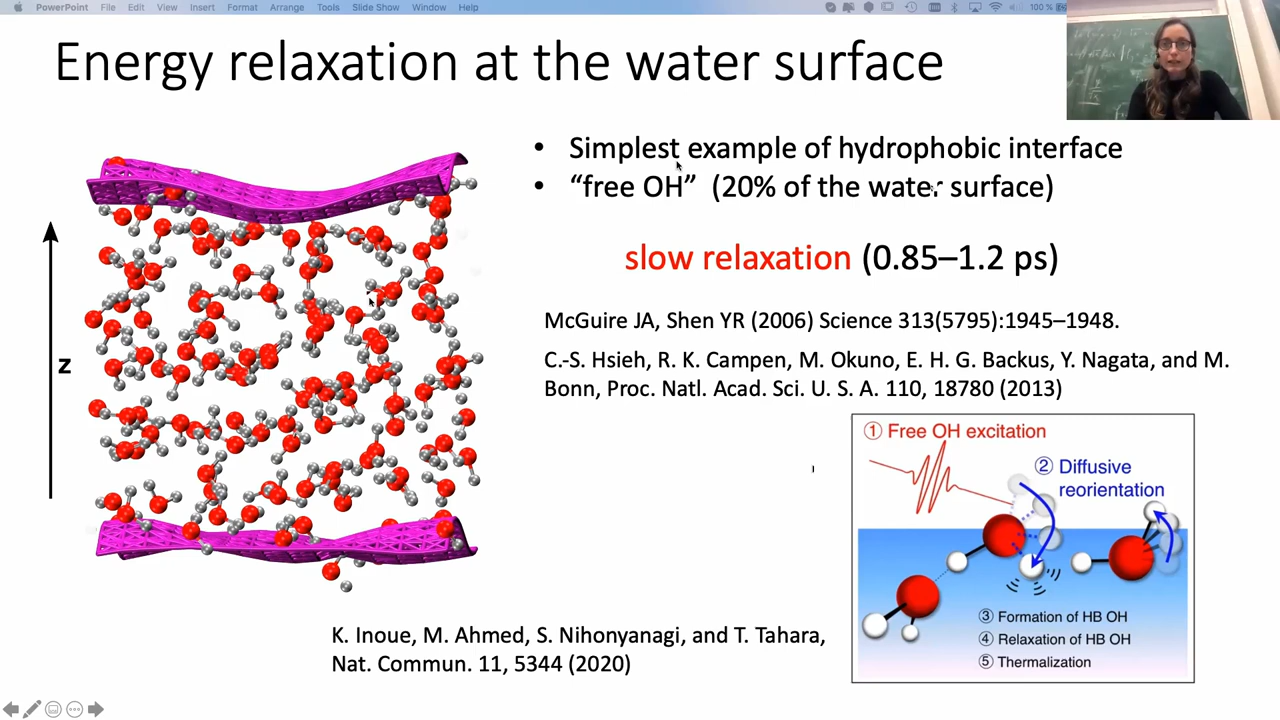 PowerPoint File Edit View Insert Format Arrange Tools Slide Show Window Help 100 %
Energy relaxation at the water surface
• Simplest example of hydrophobic interface
• “free OH” (20% of the water surface)
slow relaxation (0.85–1.2 ps)
McGuire JA, Shen YR (2006) Science 313(5795):1945–1948.
C.-S. Hsieh, R. K. Campen, M. Okuno, E. H. G. Backus, Y. Nagata, and M.
Bonn, Proc. Natl. Acad. Sci. U. S. A. 110, 18780 (2013)
z
① Free OH excitation
② Diffusive
reorientation
③ Formation of HB OH
④ Relaxation of HB OH
⑤ Thermalization
K. Inoue, M. Ahmed, S. Nihonyanagi, and T. Tahara,
Nat. Commun. 11, 5344 (2020)